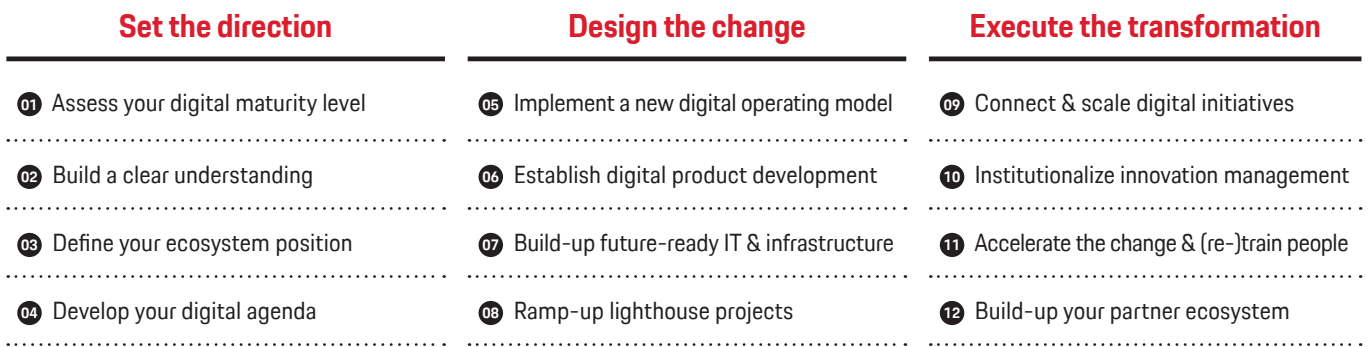 Set the direction
01 Assess your digital maturity level
02 Build a clear understanding
03 Define your ecosystem position
04 Develop your digital agenda
Design the change
05 Implement a new digital operating model
06 Establish digital product development
07 Build-up future-ready IT & infrastructure
08 Ramp-up lighthouse projects
Execute the transformation
09 Connect & scale digital initiatives
10 Institutionalize innovation management
11 Accelerate the change & (re-)train people
12 Build-up your partner ecosystem